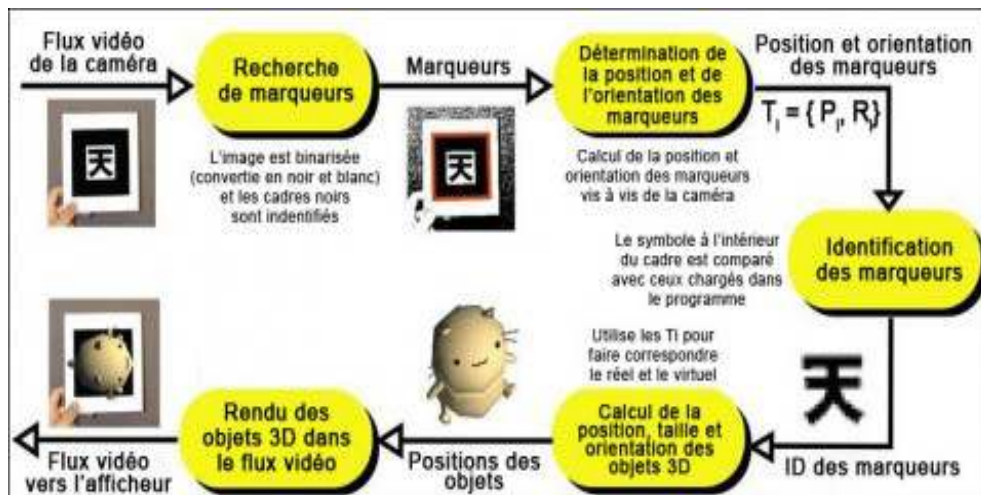 Flux vidéo
de la caméra
Recherche
de marqueurs
L'image est binarisée
(convertie en noir et blanc)
et les cadres noirs
sont indentifiés
Marqueurs
Détermination de
la position et de
l'orientation des
marqueurs
Calcul de la position et
orientation des marqueurs
vis à vis de la caméra
Position et orientation
des marqueurs
T_i = { P_i, R_i}
Identification
des marqueurs
Le symbole à l'intérieur
du cadre est comparé
avec ceux chargés dans
le programme
天
天
天
ID des marqueurs
Utilise les Ti pour
faire correspondre
le réel et le virtuel
Calcul de la
position, taille et
orientation des
objets 3D
Positions des
objets
Rendu des
objets 3D dans
le flux vidéo
Flux vidéo
vers l'afficheur